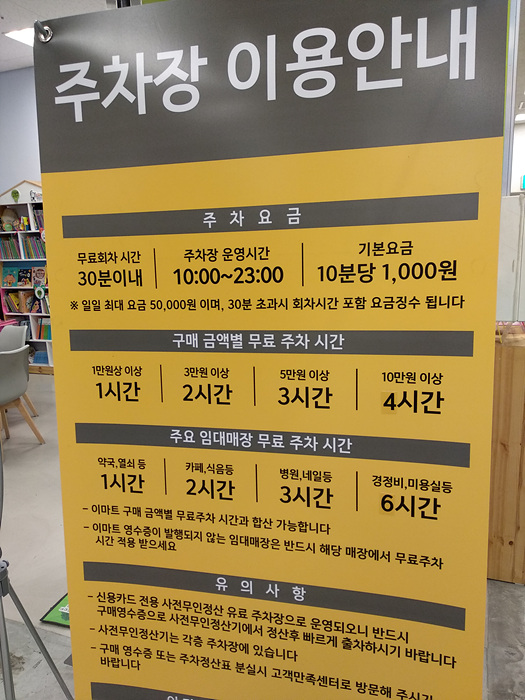 주차장 이용안내
주 차 요 금
무료회차 시간 주차장 운영시간 기본요금
30분이내 10:00~23:00 10분당 1,000원
※ 일일 최대 요금 50,000원 이며, 30분 초과시 회차시간 포함 요금징수 됩니다
구매 금액별 무료 주차 시간
1만원상 이상 3만원 이상 5만원 이상 10만원 이상
1시간 2시간 3시간 4시간
주요 임대매장 무료 주차 시간
약국,열쇠 등 카페,식음등 병원,네일등 경정비,미용실등
1시간 2시간 3시간 6시간
- 이마트 구매 금액별 무료주차 시간과 합산 가능합니다
- 이마트 영수증이 발행되지 않는 임대매장은 반드시 해당 매장에서 무료주차
시간 적용 받으세요
유 의 사 항
- 신용카드 전용 사전무인정산 유료 주차장으로 운영되오니 반드시
구매영수증으로 사전무인정산기에서 정산후 빠르게 출차하시기 바랍니다
- 사전무인정산기는 각층 주차장에 있습니다
- 구매 영수증 또는 주차정산표 분실시 고객만족센터로 방문해 주시기
바랍니다